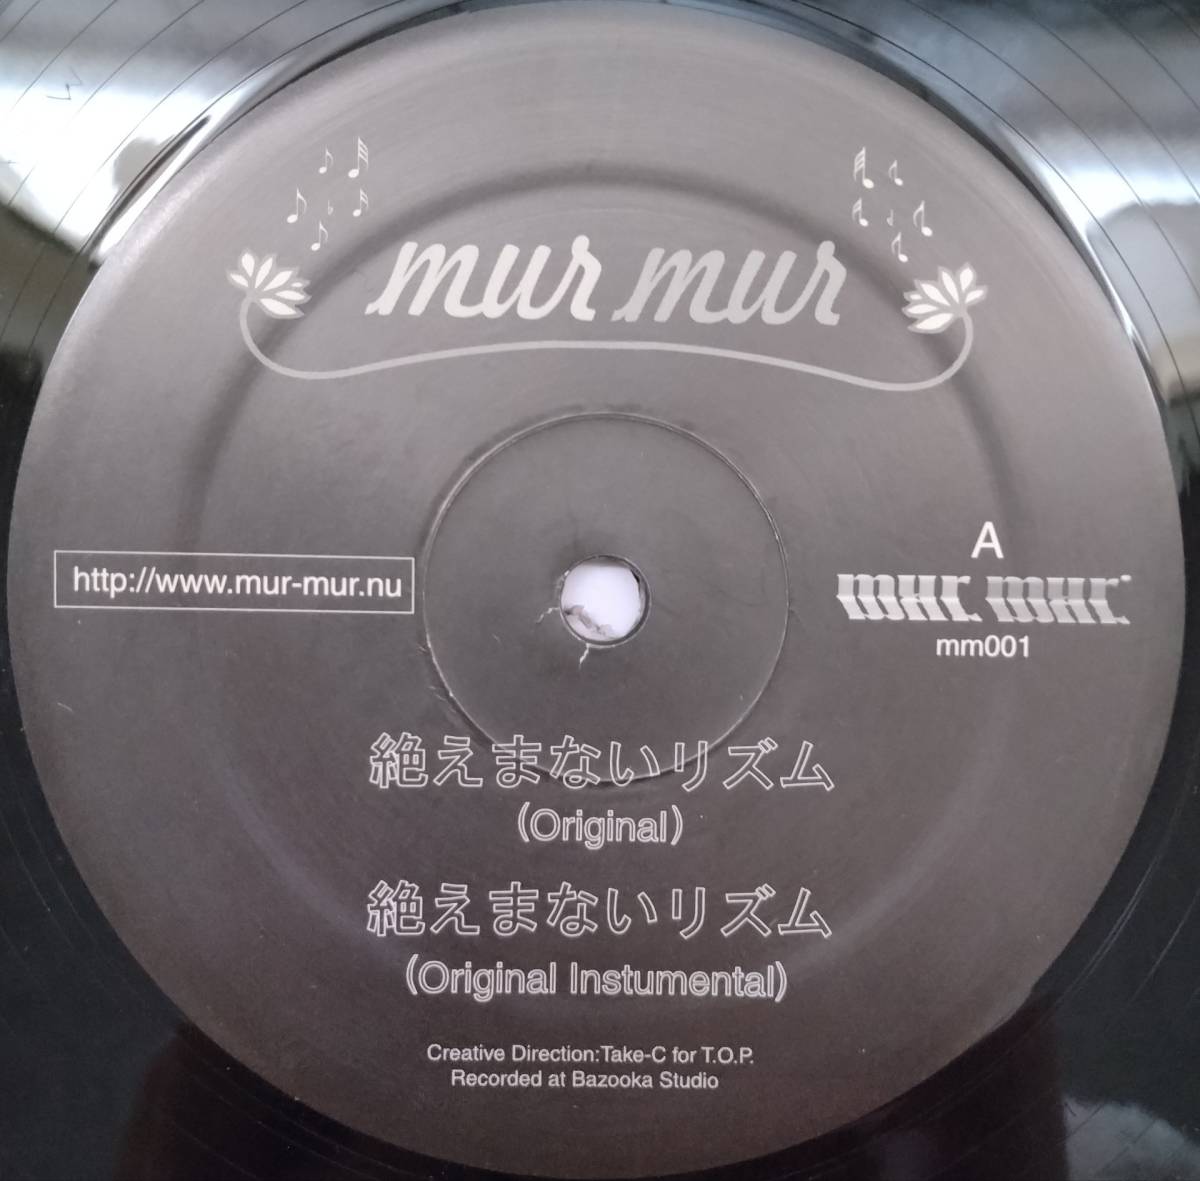 mur mur
http://www.mur-mur.nu
A
mur mur
mm001
絶えまないリズム
(Original)
絶えまないリズム
(Original Instumental)
Creative Direction:Take-C for T.O.P.
Recorded at Bazooka Studio